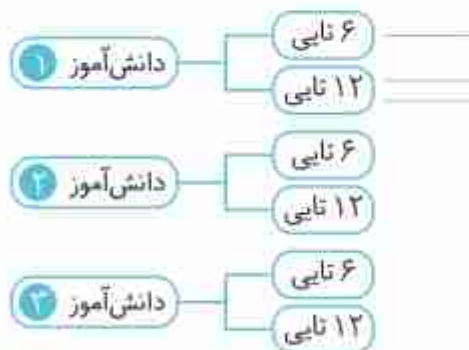 ۶ تایی
دانش‌آموز ۱
۱۲ تایی
۶ تایی
دانش‌آموز ۲
۱۲ تایی
۶ تایی
دانش‌آموز ۳
۱۲ تایی